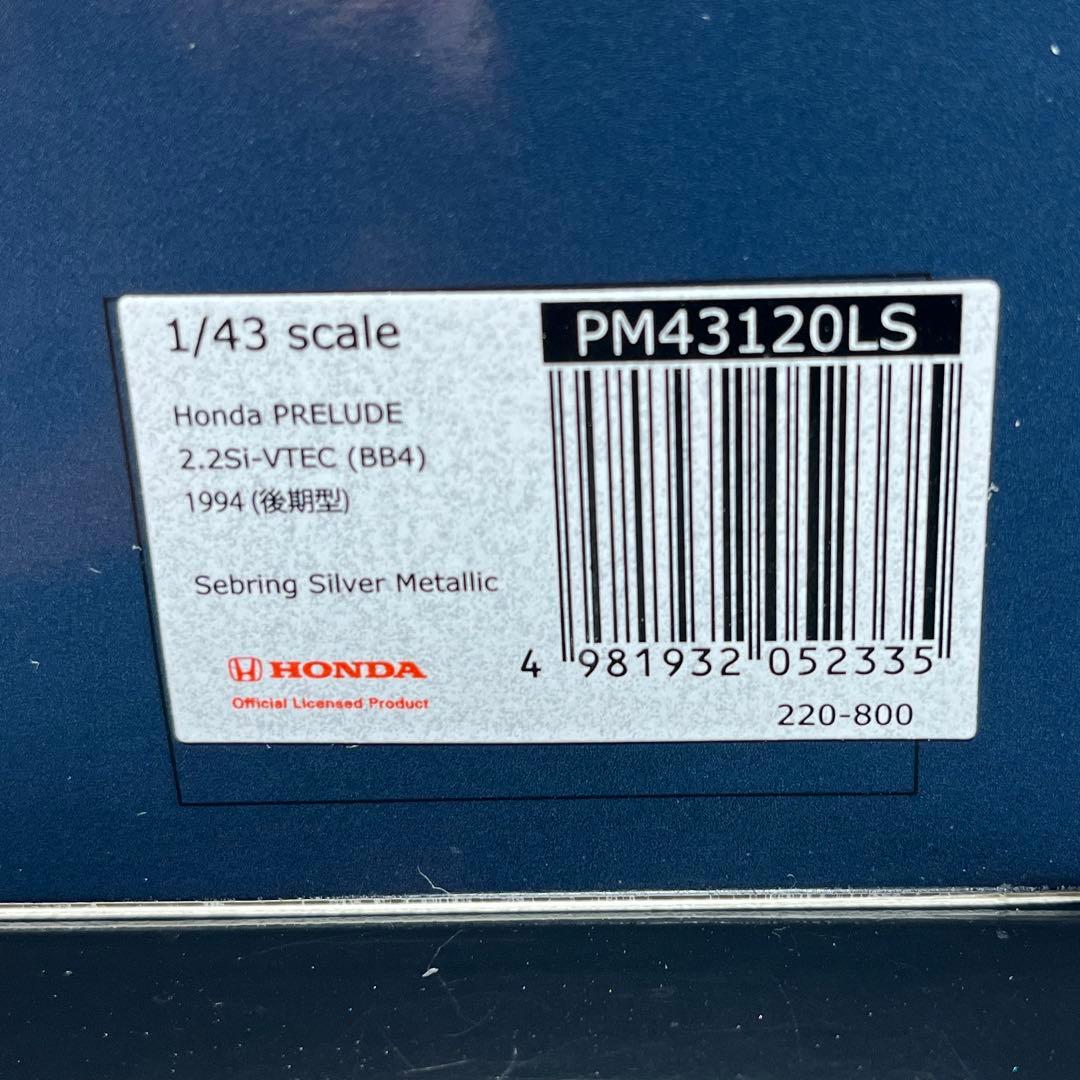 1/43 scale
Honda PRELUDE
2.2Si-VTEC (BB4)
1994 (後期型)
Sebring Silver Metallic
HONDA
Official Licensed Product
PM43120LS
4 981932 052335
220-800